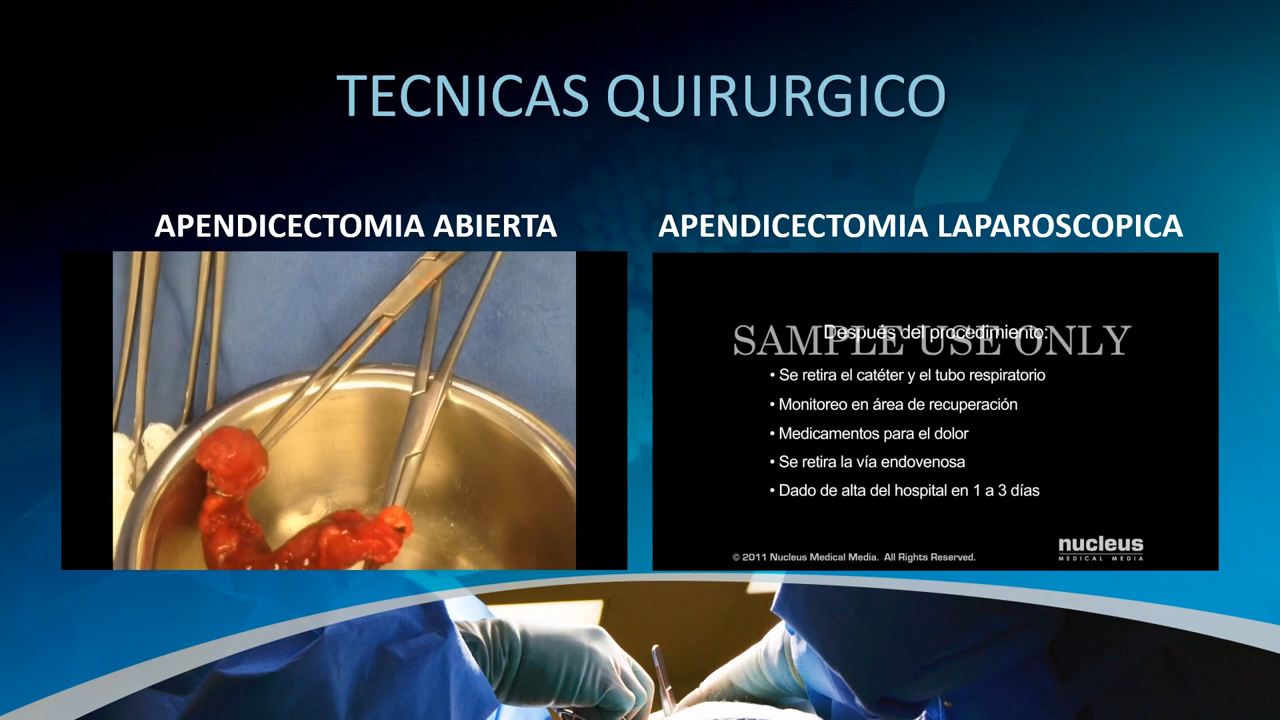 TECNICAS QUIRURGICO
APENDICECTOMIA ABIERTA
APENDICECTOMIA LAPAROSCOPICA
Después del procedimiento:
SAMPLE USE ONLY
• Se retira el catéter y el tubo respiratorio
• Monitoreo en área de recuperación
• Medicamentos para el dolor
• Se retira la vía endovenosa
• Dado de alta del hospital en 1 a 3 días
© 2011 Nucleus Medical Media. All Rights Reserved.
nucleus
MEDICAL MEDIA